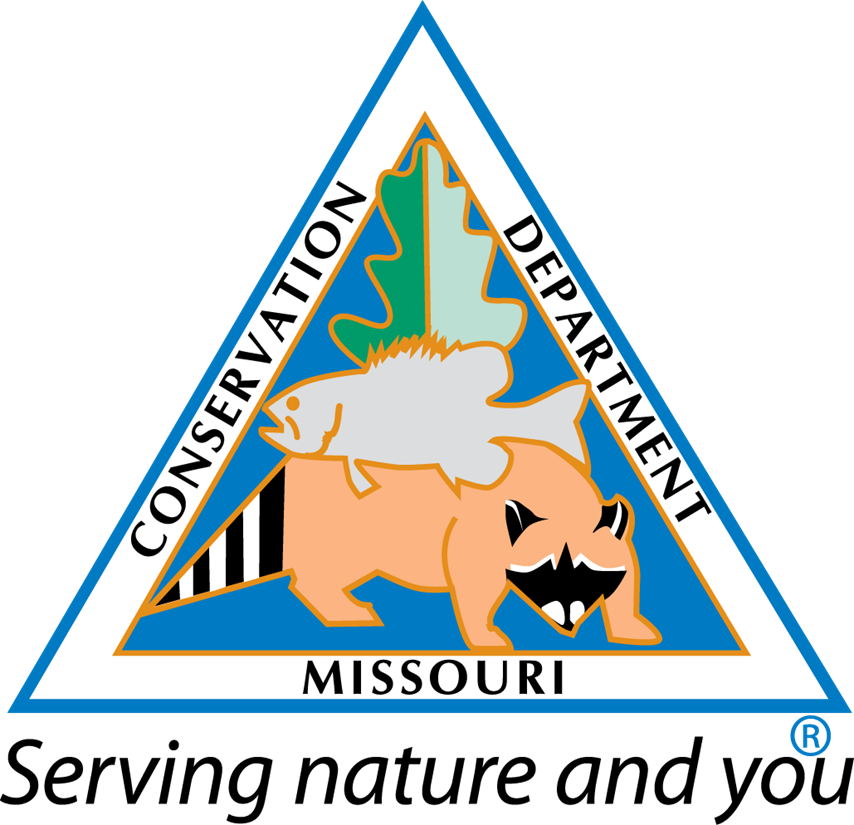 CONSERVATION
DEPARTMENT
MISSOURI
Serving nature and you®